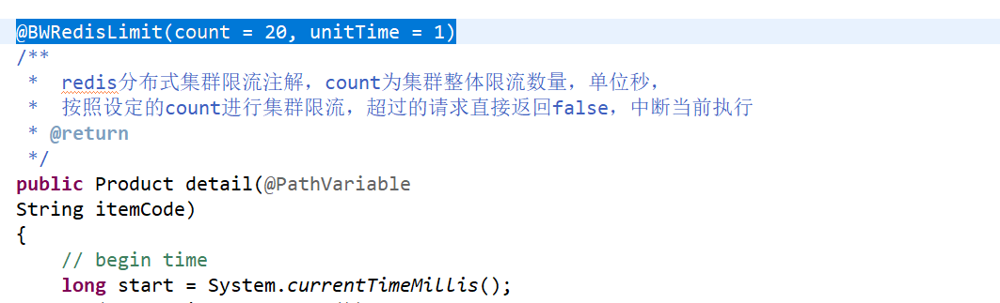 @BWRedisLimit(count = 20, unitTime = 1)
/**
 *  redis分布式集群限流注解，count为集群整体限流数量，单位秒，
 *  按照设定的count进行集群限流，超过的请求直接返回false，中断当前执行
 * @return
 */
public Product detail(@PathVariable
String itemCode)
{
    // begin time
    long start = System.currentTimeMillis();